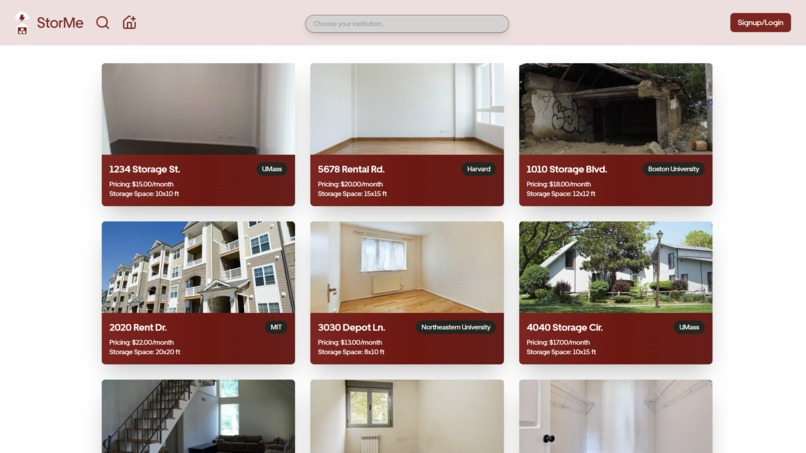 StorMe
Choose your institution...
Signup/Login
1234 Storage St.
UMass
Pricing: $15.00/month
Storage Space: 10x10 ft
5678 Rental Rd.
Harvard
Pricing: $20.00/month
Storage Space: 15x15 ft
1010 Storage Blvd.
Boston University
Pricing: $18.00/month
Storage Space: 12x12 ft
2020 Rent Dr.
MIT
Pricing: $22.00/month
Storage Space: 20x20 ft
3030 Depot Ln.
Northeastern University
Pricing: $13.00/month
Storage Space: 8x10 ft
4040 Storage Cir.
UMass
Pricing: $17.00/month
Storage Space: 10x15 ft